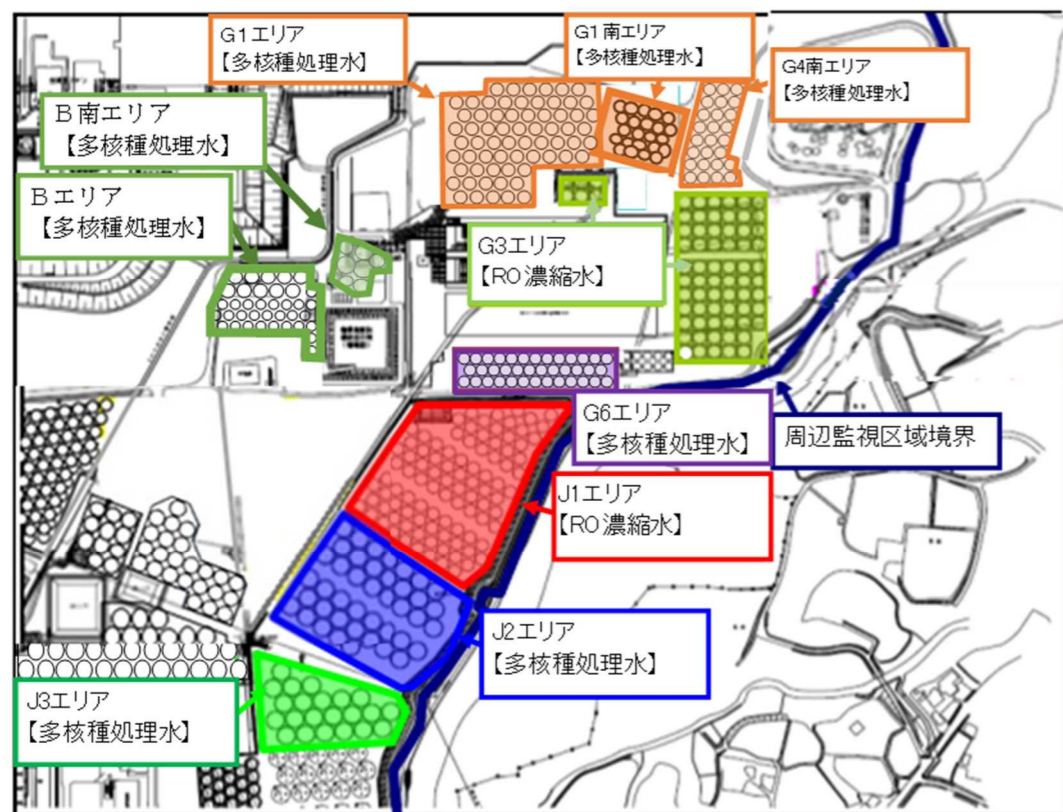 G1エリア
【多核種処理水】
G1南エリア
【多核種処理水】
G4南エリア
【多核種処理水】
B南エリア
【多核種処理水】
Bエリア
【多核種処理水】
G3エリア
【RO濃縮水】
G6エリア
【多核種処理水】
周辺監視区域境界
J1エリア
【RO濃縮水】
J2エリア
【多核種処理水】
J3エリア
【多核種処理水】